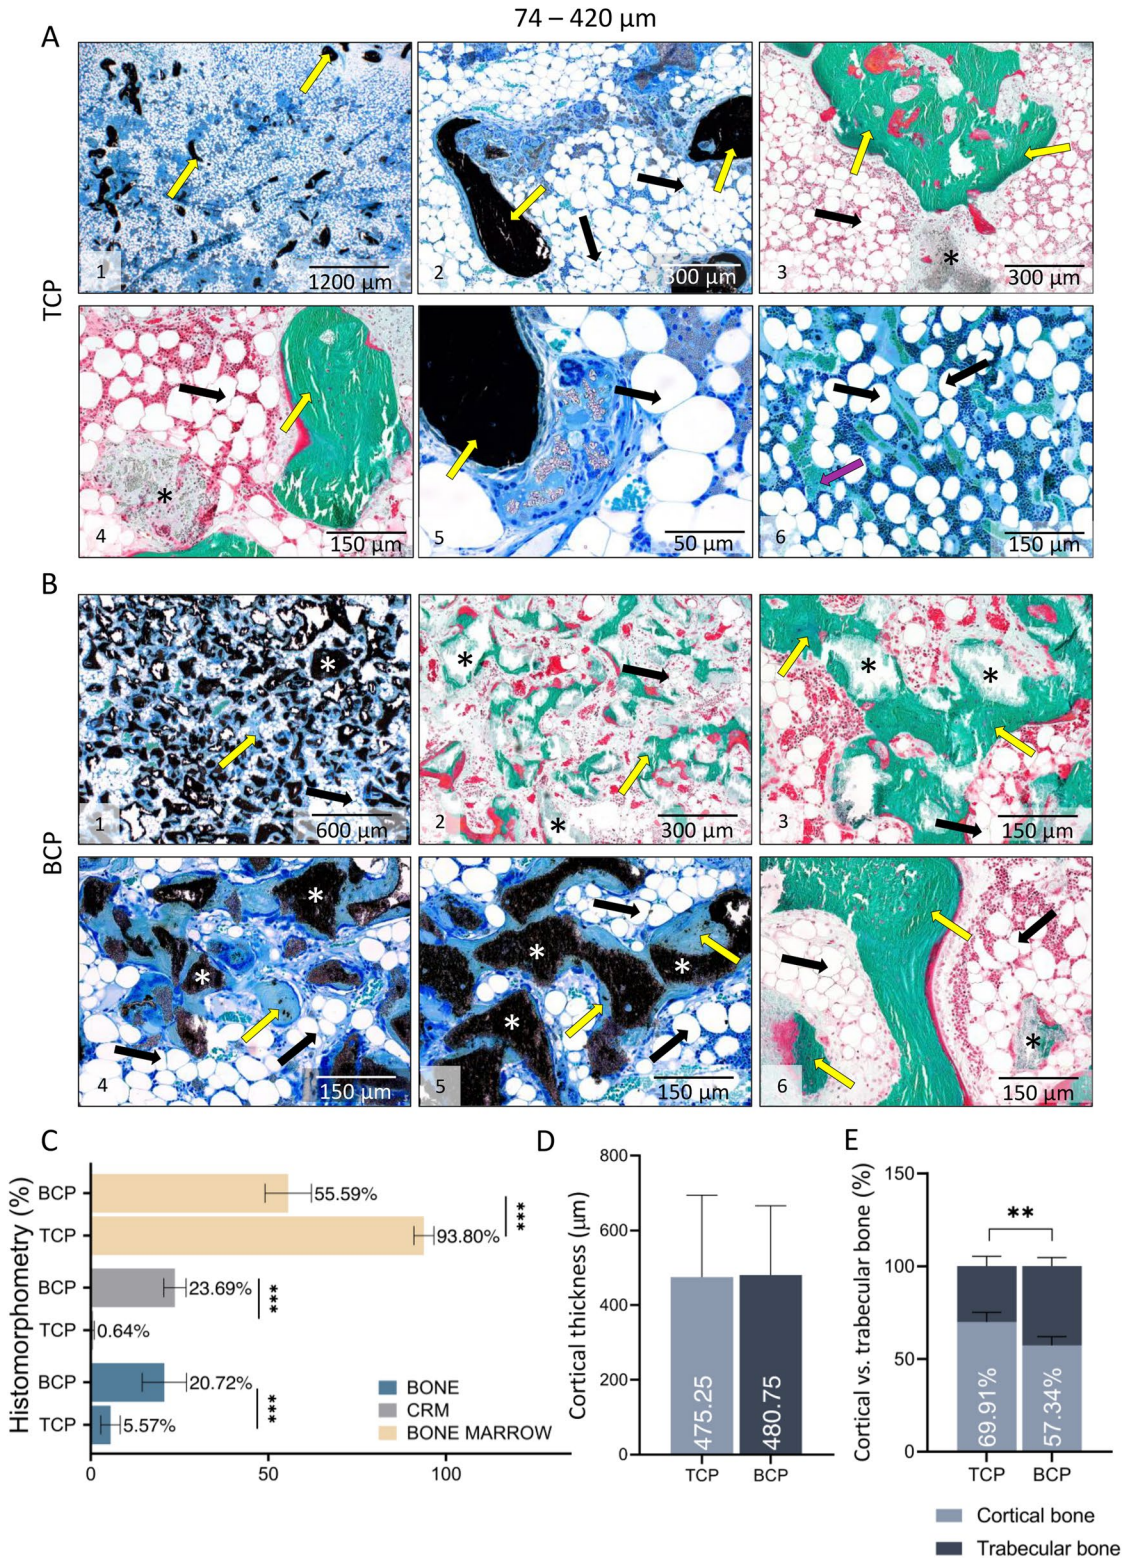 74 – 420 µm
A
TCP
1
1200 µm
2
300 µm
3
*
300 µm
4
*
150 µm
5
50 µm
6
150 µm
B
BCP
1
*
600 µm
2
*
*
300 µm
3
*
*
150 µm
4
*
*
150 µm
5
*
*
*
150 µm
6
*
150 µm
C
Histomorphometry (%)
BCP
55.59%
TCP
93.80%
***
BCP
23.69%
TCP
0.64%
***
BCP
20.72%
TCP
5.57%
***
BONE
CRM
BONE MARROW
0
50
100
D
Cortical thickness (µm)
800
600
400
200
0
475.25
480.75
TCP
BCP
E
Cortical vs. trabecular bone (%)
150
100
50
0
**
69.91%
57.34%
TCP
BCP
Cortical bone
Trabecular bone